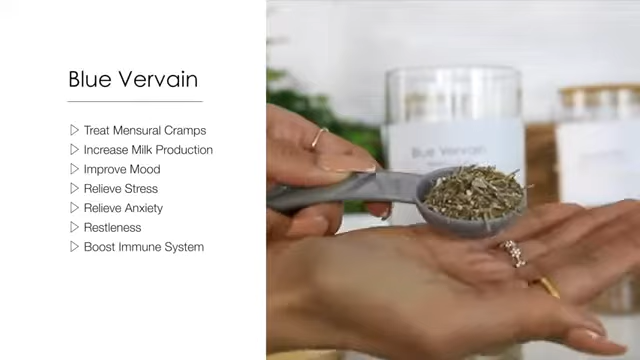 Blue Vervain
Treat Mensural Cramps
Increase Milk Production
Improve Mood
Relieve Stress
Relieve Anxiety
Restleness
Boost Immune System
Blue Vervain